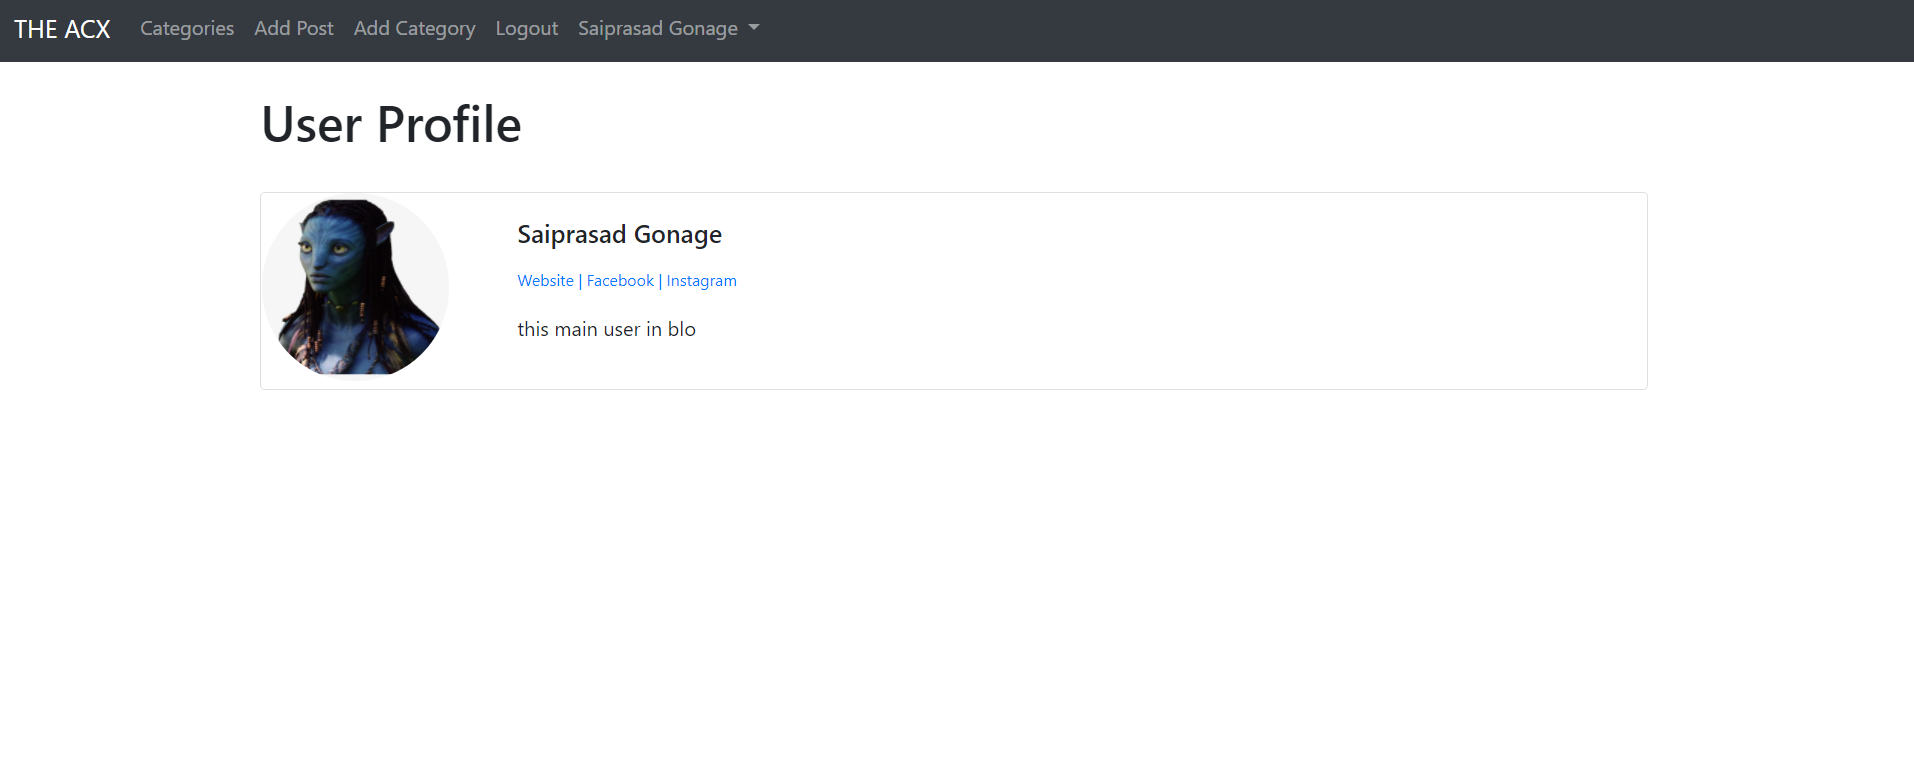 THE ACX Categories Add Post Add Category Logout Saiprasad Gonage
User Profile
Saiprasad Gonage
Website | Facebook | Instagram
this main user in blo